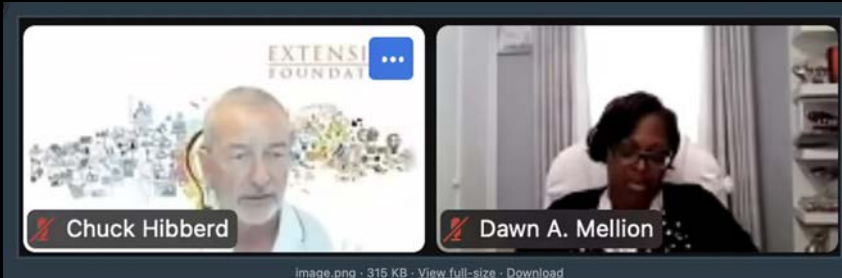 EXTENSI
FOUNDAT
Chuck Hibberd
Dawn A. Mellion
image.png · 315 KB · View full-size · Download